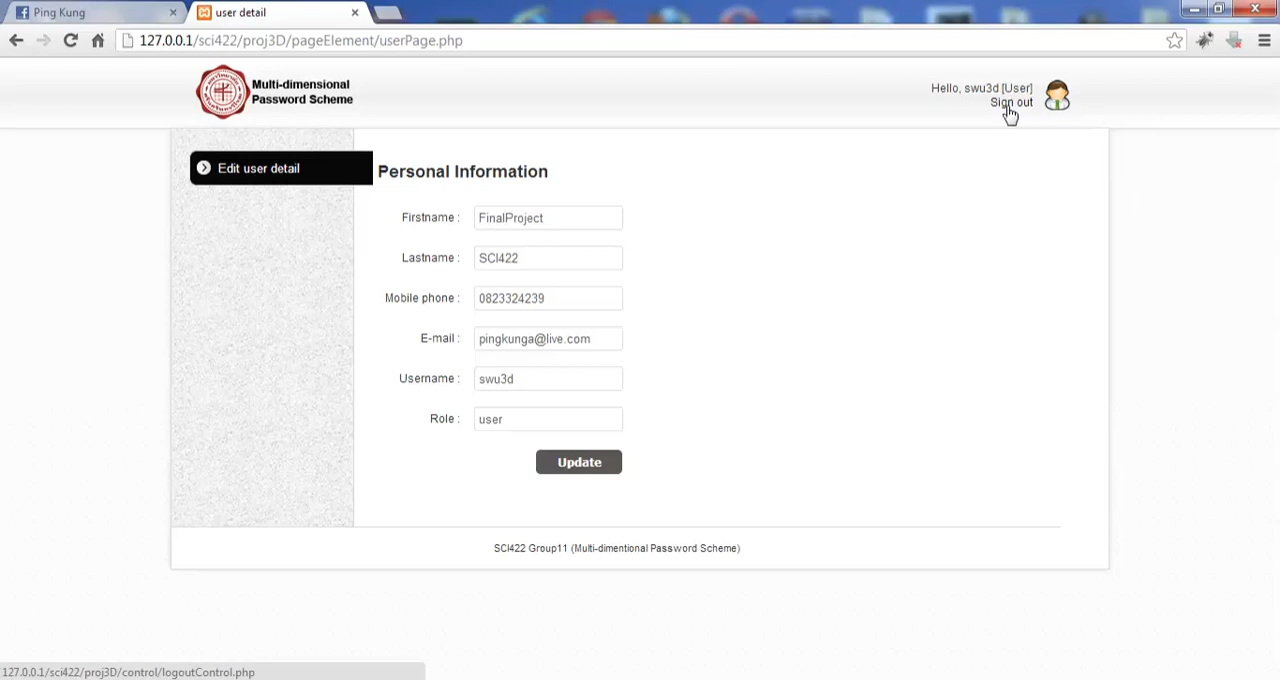 Ping Kung
user detail
127.0.0.1/sci422/proj3D/pageElement/userPage.php
Multi-dimensional
Password Scheme
Hello, swu3d [User]
Sign out
Edit user detail
Personal Information
Firstname :
FinalProject
Lastname :
SCI422
Mobile phone :
0823324239
E-mail :
pingkunga@live.com
Username :
swu3d
Role :
user
Update
SCI422 Group11 (Multi-dimentional Password Scheme)
127.0.0.1/sci422/proj3D/control/logoutControl.php